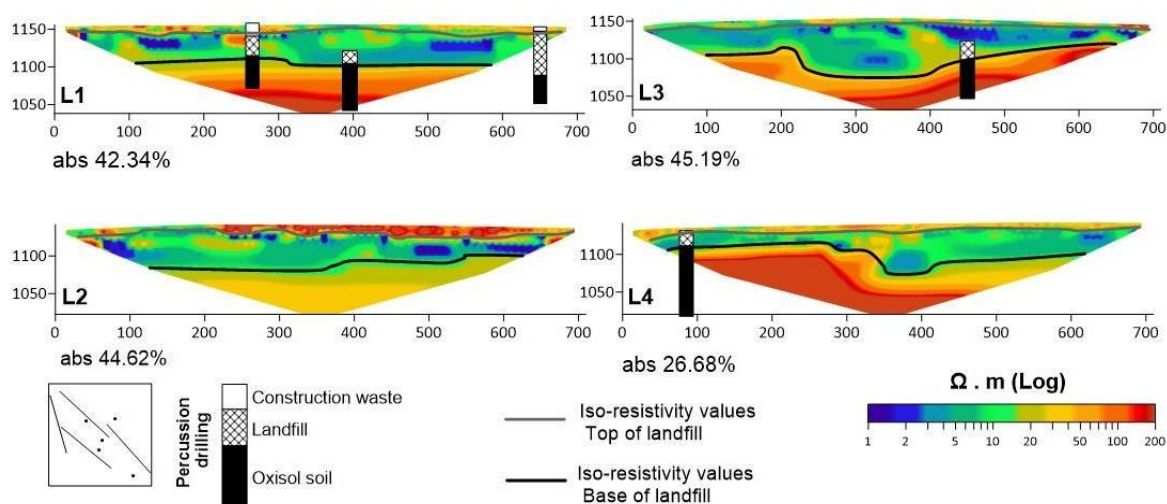 1150
1100
1050
L1
0 100 200 300 400 500 600 700
abs 42.34%
1150
1100
1050
L3
0 100 200 300 400 500 600 700
abs 45.19%
1100
1050
L2
0 100 200 300 400 500 600 700
abs 44.62%
1100
1050
L4
0 100 200 300 400 500 600 700
abs 26.68%
Percussion
drilling
Construction waste
Landfill
Oxisol soil
Iso-resistivity values
Top of landfill
Iso-resistivity values
Base of landfill
Ω . m (Log)
1 2 5 10 20 50 100 200